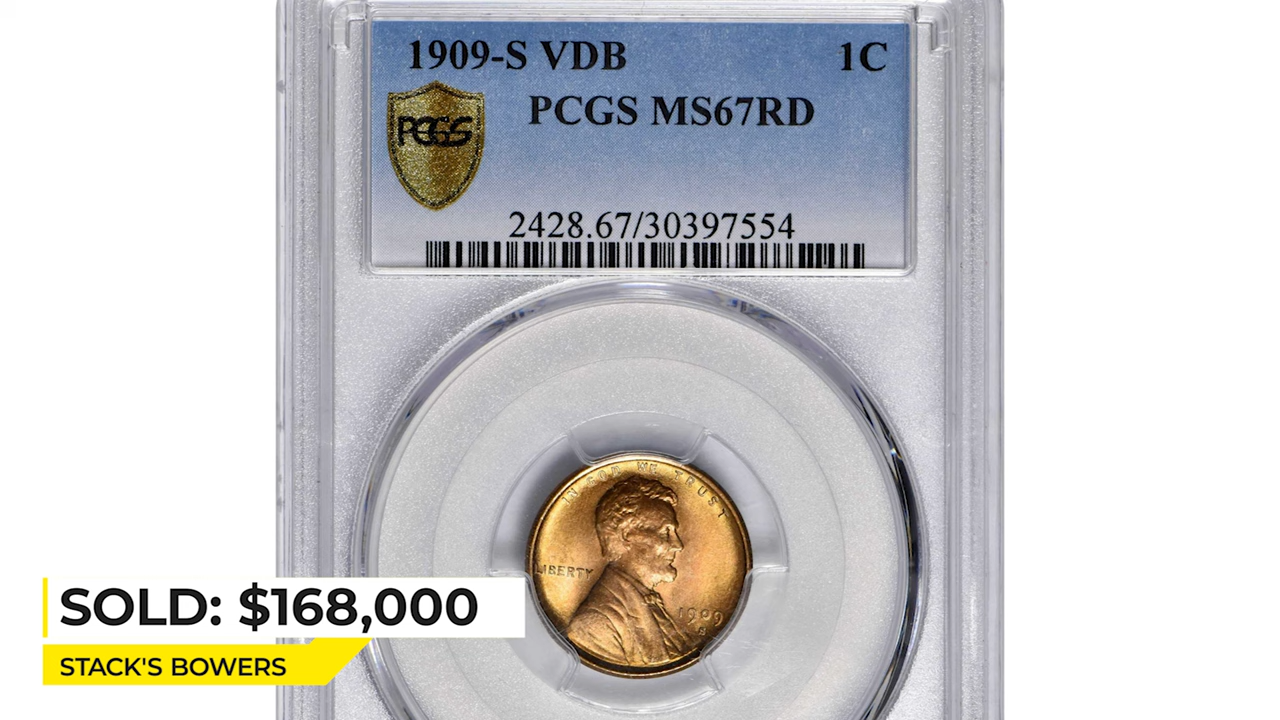 1909-S VDB 1C
PCGS MS67RD
PCGS
2428.67/30397554
IN GOD WE TRUST
LIBERTY
1909
S
SOLD: $168,000
STACK'S BOWERS